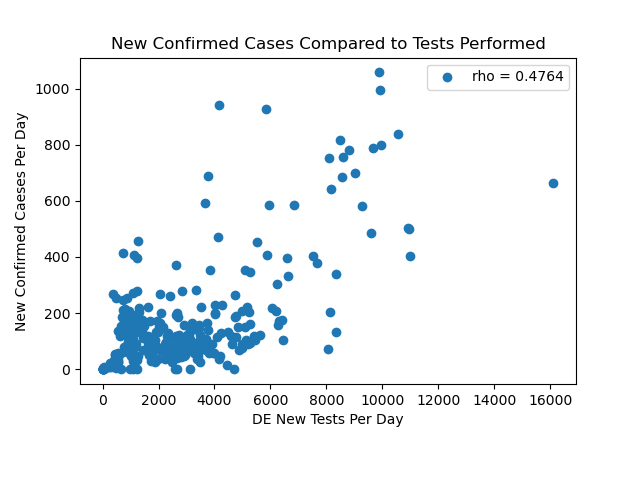 New Confirmed Cases Compared to Tests Performed
rho = 0.4764
New Confirmed Caeses Per Day
1000
800
600
400
200
0
0 2000 4000 6000 8000 10000 12000 14000 16000
DE New Tests Per Day